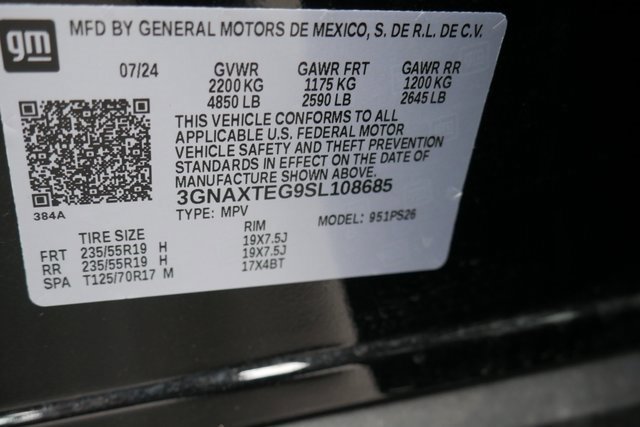 gm
MFD BY GENERAL MOTORS DE MEXICO, S. DE R.L. DE C.V.
07/24 GVWR GAWR FRT GAWR RR
2200 KG 1175 KG 1200 KG
4850 LB 2590 LB 2645 LB
THIS VEHICLE CONFORMS TO ALL
APPLICABLE U.S. FEDERAL MOTOR
VEHICLE SAFETY AND THEFT PREVENTION
STANDARDS IN EFFECT ON THE DATE OF
MANUFACTURE SHOWN ABOVE.
3GNAXTEG9SL108685
384A
TYPE: MPV MODEL: 951PS26
TIRE SIZE RIM
FRT 235/55R19 H 19X7.5J
RR 235/55R19 H 19X7.5J
SPA T125/70R17 M 17X4BT